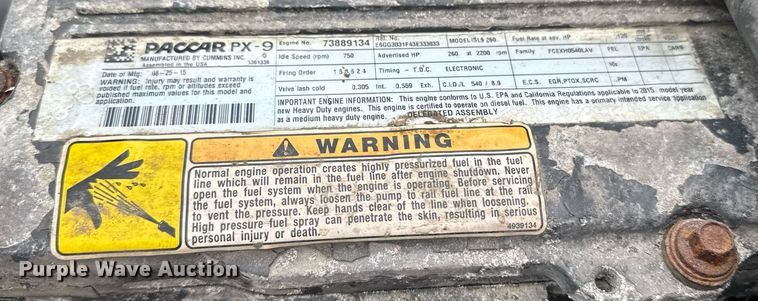 PACCAR PX-9
MANUFACTURED BY CUMMINS INC.
Assembled in the USA 1361338
Engine No. 73889134
E6GG3031F43E333033
MODEL ISL9 260
Fuel Rate at adv. HP
Idle Speed (rpm) 750 Advertised HP 260 at 2200 rpm Family FCEXH0540LAV PCL EPA CARB
Firing Order Timing - T.D.C. ELECTRONIC NOx
Date of Mfg: 08-25-15
Valve lash cold 0.305 Int. 0.559 Exh. C.I.D./L 540 / 8.9 E.C.S. EGR,PTOX,SCRC PM
WARNING: Injury may result and warranty is
voided if fuel rate, rpm or altitudes exceed
published maximum values for this model and
application.
IMPORTANT ENGINE INFORMATION: This engine conforms to U.S. EPA and California Regulations applicable to 2015, model year
new Heavy Duty engines. This engine is certified to operate on diesel fuel. This engine has a primary intended service application
as a medium heavy duty engine. DELEGATED ASSEMBLY
WARNING
Normal engine operation creates highly pressurized fuel in the fuel
line which will remain in the fuel line after engine shutdown. Never
open the fuel system when the engine is operating. Before servicing
the fuel system, always loosen the pump to rail fuel line at the rail
to vent the pressure. Keep hands clear of the line when loosening.
High pressure fuel spray can penetrate the skin, resulting in serious
personal injury or death.
4939134
Purple Wave Auction